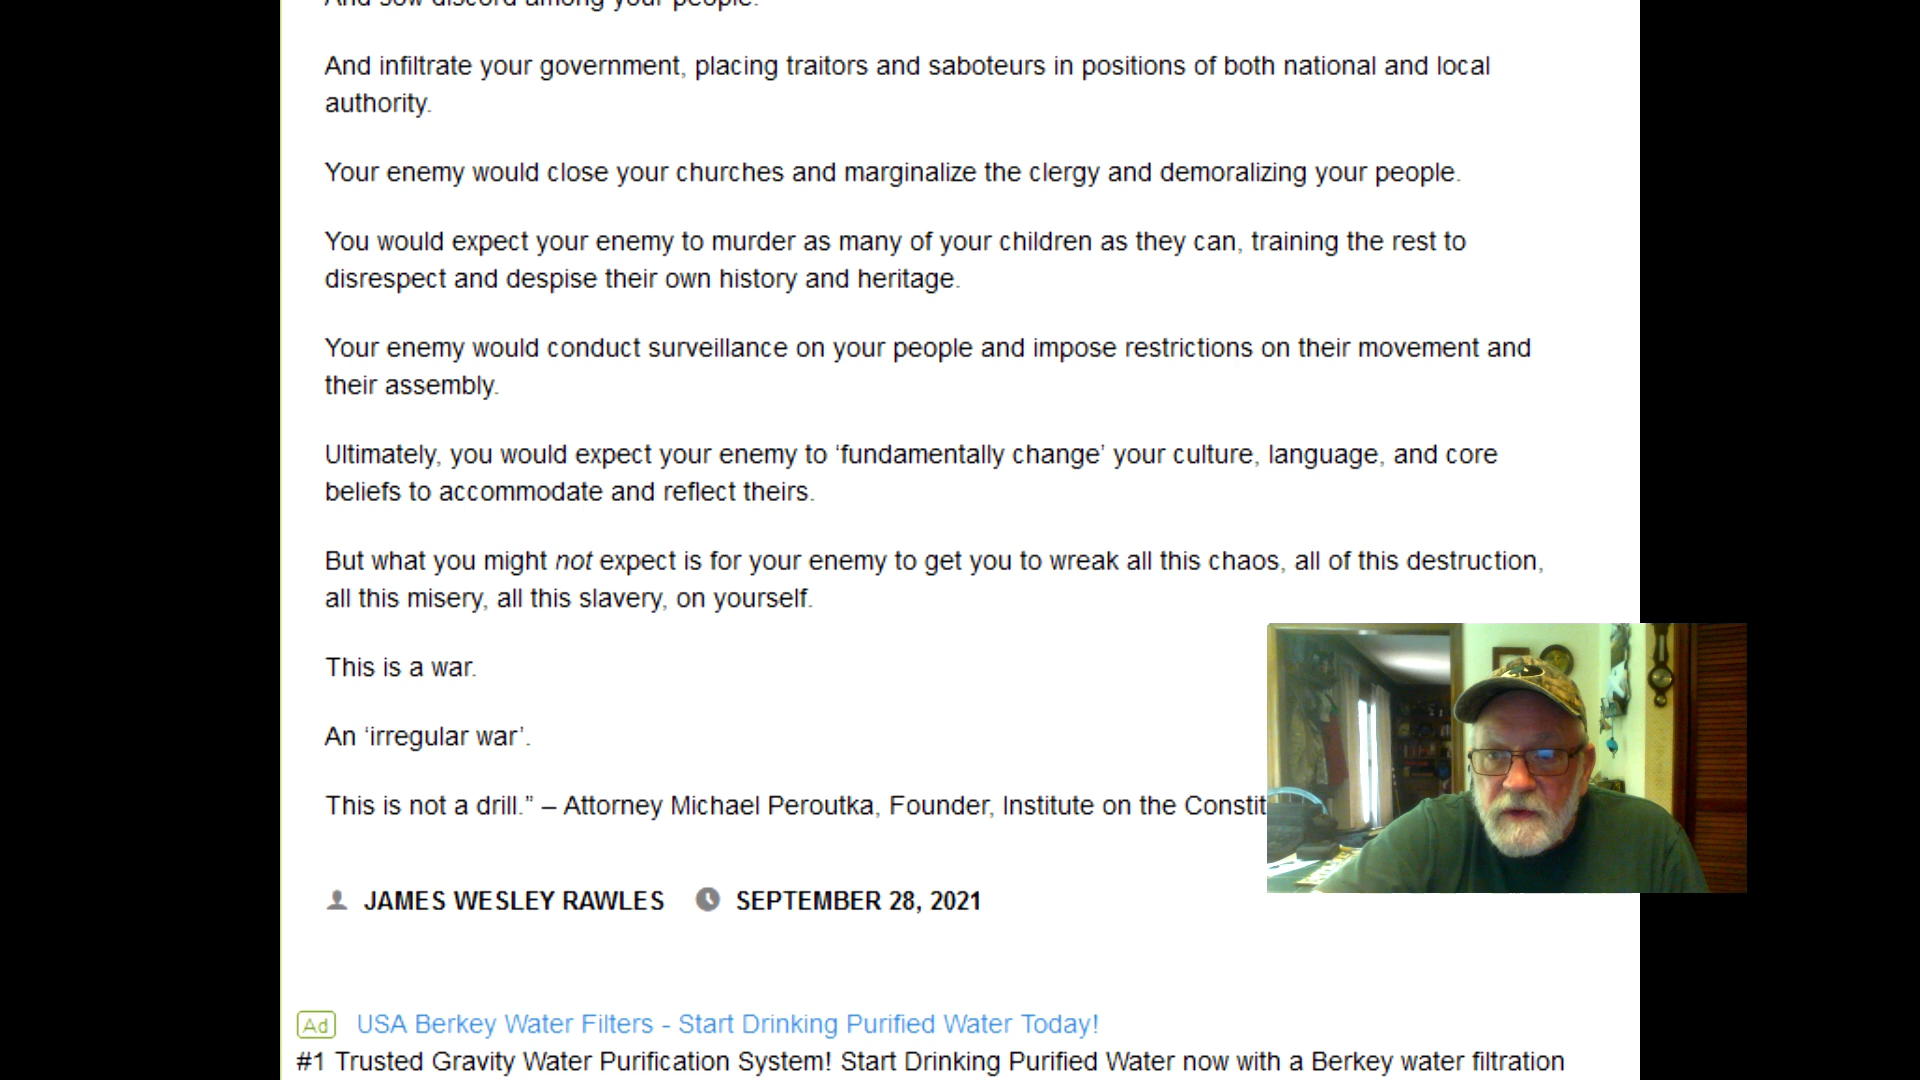 And sow discord among your people.
And infiltrate your government, placing traitors and saboteurs in positions of both national and local
authority.
Your enemy would close your churches and marginalize the clergy and demoralizing your people.
You would expect your enemy to murder as many of your children as they can, training the rest to
disrespect and despise their own history and heritage.
Your enemy would conduct surveillance on your people and impose restrictions on their movement and
their assembly.
Ultimately, you would expect your enemy to ‘fundamentally change’ your culture, language, and core
beliefs to accommodate and reflect theirs.
But what you might not expect is for your enemy to get you to wreak all this chaos, all of this destruction,
all this misery, all this slavery, on yourself.
This is a war.
An ‘irregular war’.
This is not a drill.” – Attorney Michael Peroutka, Founder, Institute on the Constit
JAMES WESLEY RAWLES SEPTEMBER 28, 2021
Ad USA Berkey Water Filters - Start Drinking Purified Water Today!
#1 Trusted Gravity Water Purification System! Start Drinking Purified Water now with a Berkey water filtration